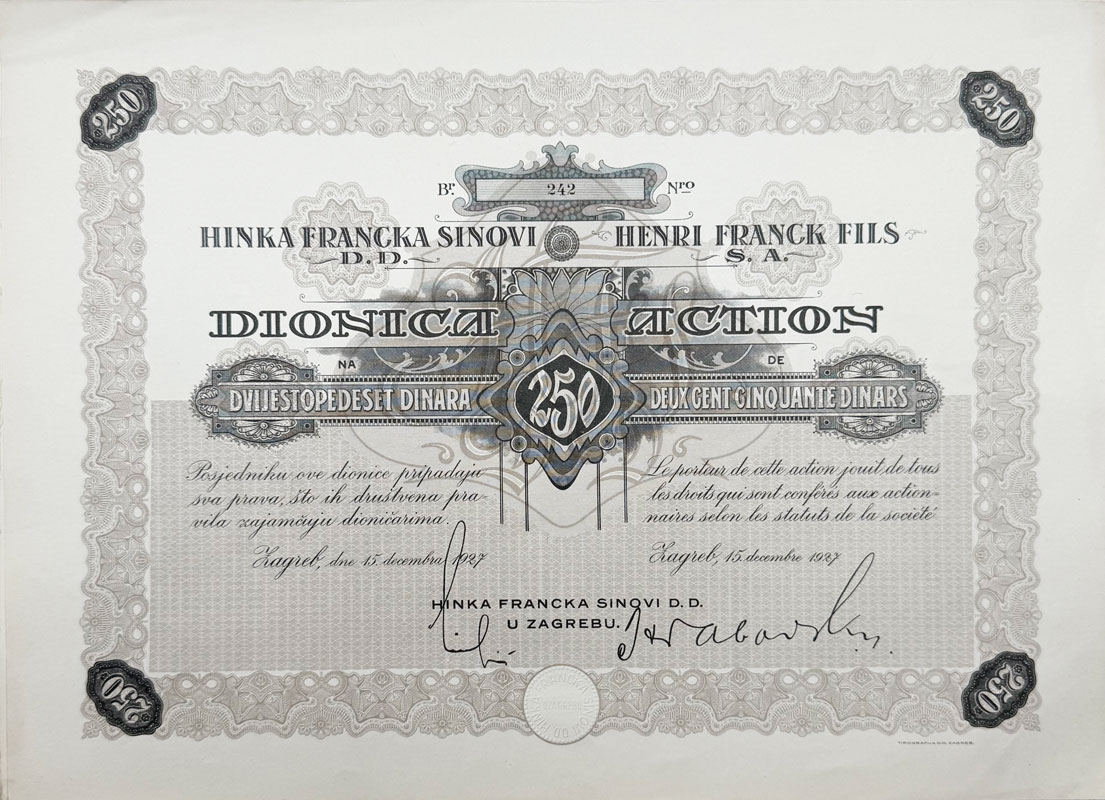 250
250
Br. 242 Nro
HINKA FRANCKA SINOVI
D. D.
HENRI FRANCK FILS
S. A.
DIONICA
ACTION
NA
DE
DVIJESTOPEDESET DINARA
250
DEUX CENT CINQUANTE DINARS
Posjedniku ove dionice pripadaju
sva prava, što ih društvena pra-
vila zajamčuju dioničarima.
Zagreb, dne 15. decembra 1927
Le porteur de cette action jouit de tous
les droits qui sont conférés aux action-
naires selon les statuts de la société
Zagreb, 15. decembre 1927
HINKA FRANCKA SINOVI D. D.
U ZAGREBU.
250
250
TIPOGRAFIJA D.D. ZAGREB.